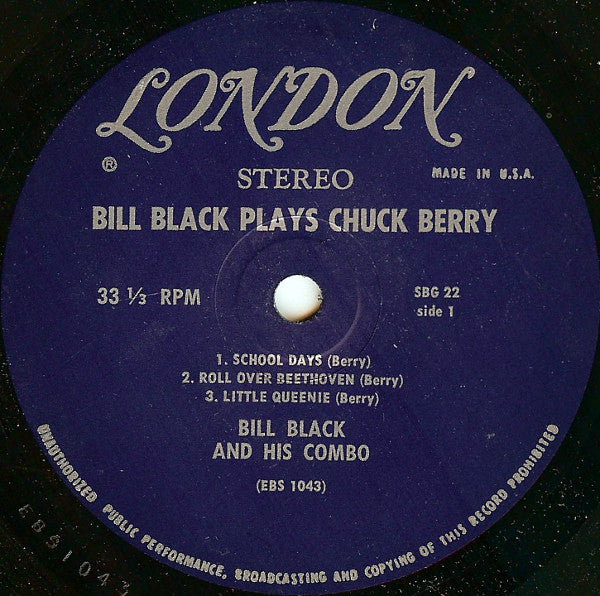 LONDON
®
STEREO
MADE IN U.S.A.
BILL BLACK PLAYS CHUCK BERRY
33 ⅓ RPM
SBG 22
side 1
1. SCHOOL DAYS (Berry)
2. ROLL OVER BEETHOVEN (Berry)
3. LITTLE QUEENIE (Berry)
BILL BLACK
AND HIS COMBO
(EBS 1043)
UNAUTHORIZED PUBLIC PERFORMANCE, BROADCASTING AND COPYING OF THIS RECORD PROHIBITED
EBS1043